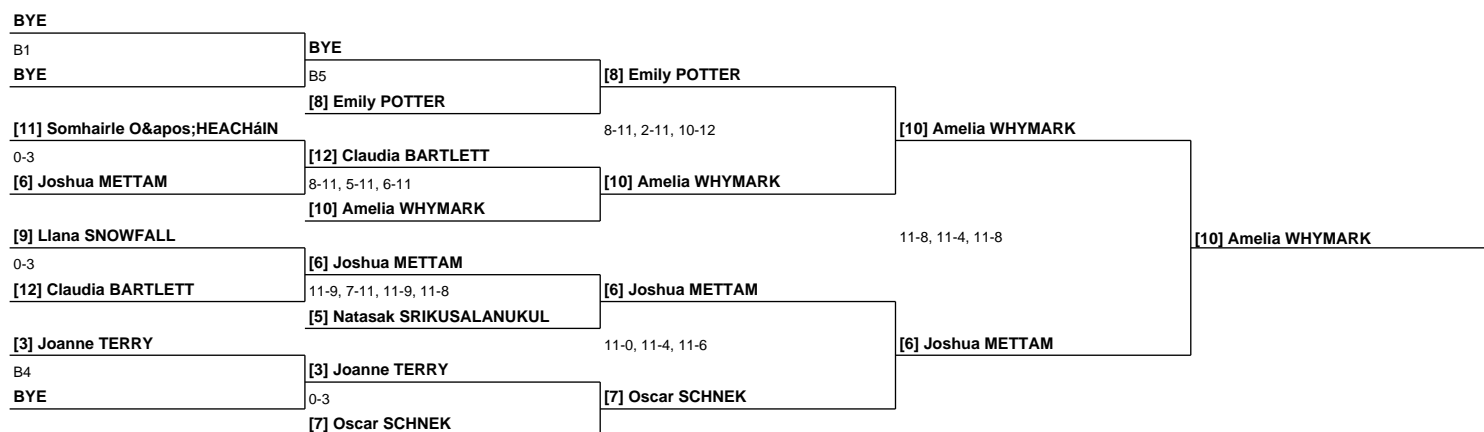 BYE
B1
BYE
[11] Somhairle O&apos;HEACHáIN
0-3
[6] Joshua METTAM
[9] Llana SNOWFALL
0-3
[12] Claudia BARTLETT
[3] Joanne TERRY
B4
BYE
BYE
B5
[8] Emily POTTER
[12] Claudia BARTLETT
8-11, 5-11, 6-11
[10] Amelia WHYMARK
[6] Joshua METTAM
11-9, 7-11, 11-9, 11-8
[5] Natasak SRIKUSALANUKUL
[3] Joanne TERRY
0-3
[7] Oscar SCHNEK
[8] Emily POTTER
8-11, 2-11, 10-12
[10] Amelia WHYMARK
[6] Joshua METTAM
11-0, 11-4, 11-6
[7] Oscar SCHNEK
[10] Amelia WHYMARK
11-8, 11-4, 11-8
[6] Joshua METTAM
[10] Amelia WHYMARK